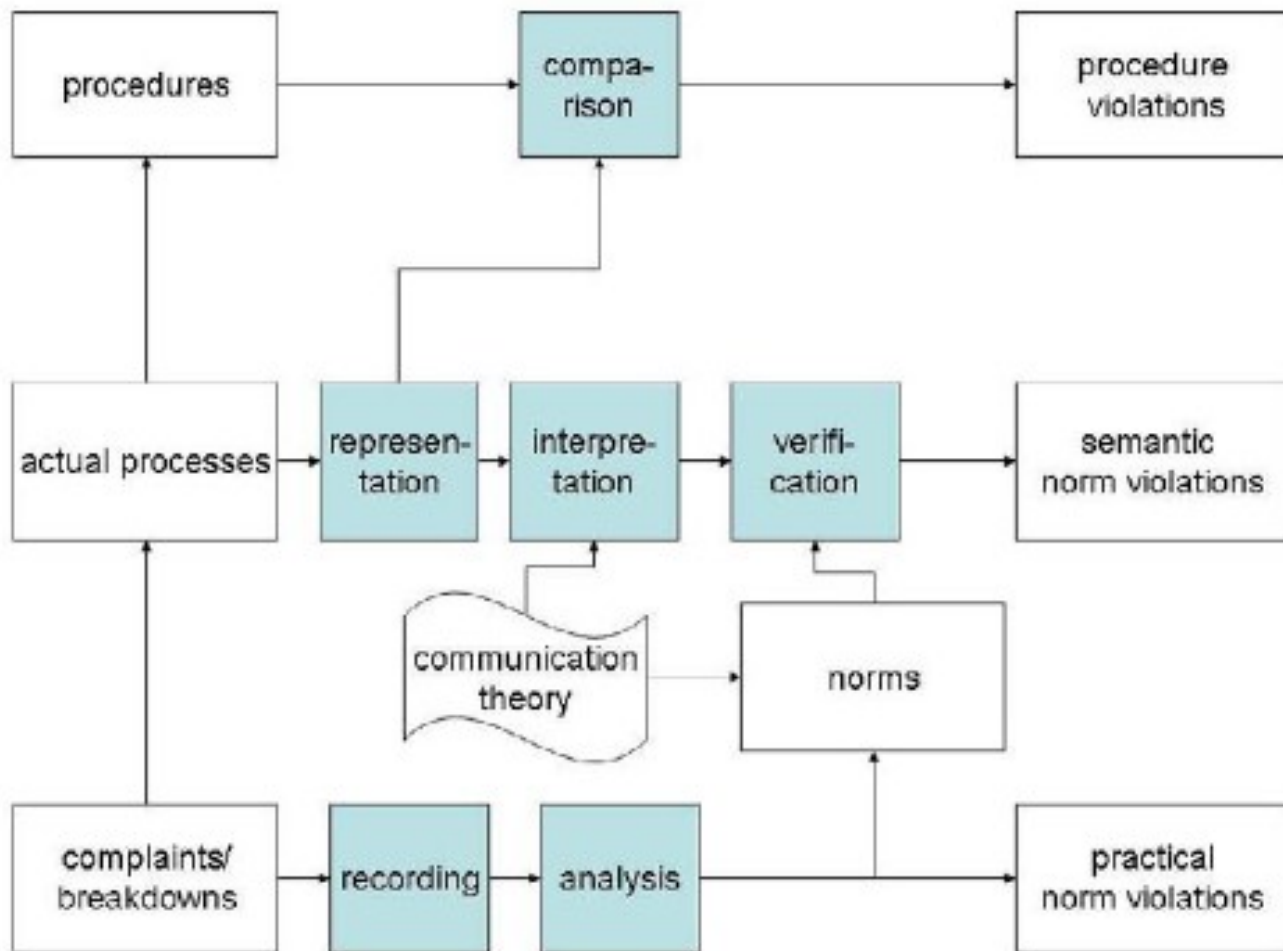 procedures
compa-
rison
procedure
violations
actual processes
represen-
tation
interpre-
tation
verifi-
cation
semantic
norm violations
communication
theory
norms
complaints/
breakdowns
recording
analysis
practical
norm violations